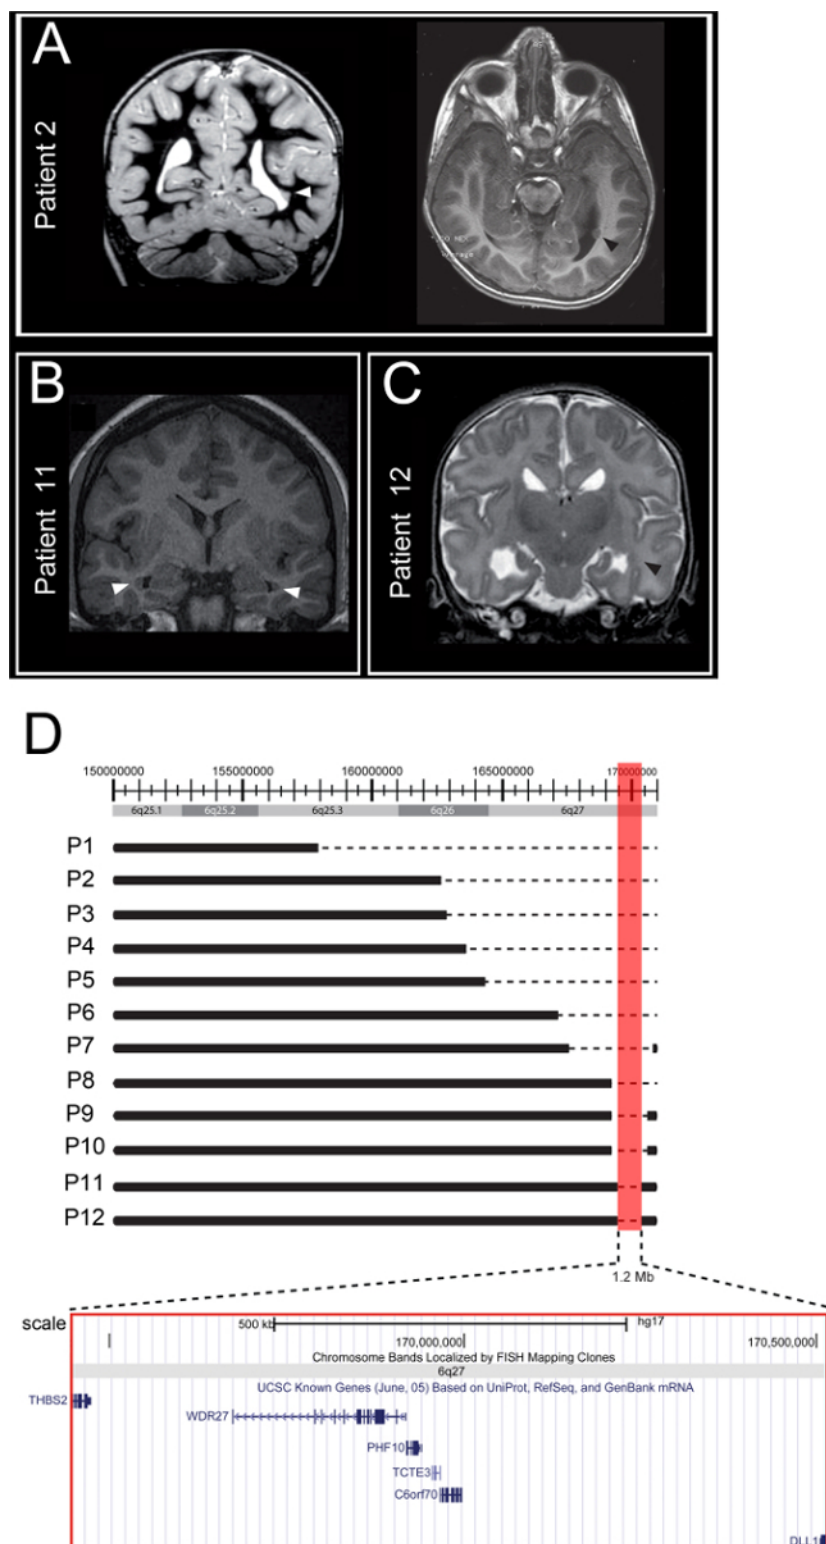 A
Patient 2
B
Patient 11
C
Patient 12
D
150000000 155000000 160000000 165000000 170000000
6q25.1 6q25.2 6q25.3 6q26 6q27
P1
P2
P3
P4
P5
P6
P7
P8
P9
P10
P11
P12
1.2 Mb
scale 500 kb hg17
170,000,000 170,500,000
Chromosome Bands Localized by FISH Mapping Clones
6q27
UCSC Known Genes (June, 05) Based on UniProt, RefSeq, and GenBank mRNA
THBS2
WDR27
PHF10
TCTE3
C6orf70
DLL1